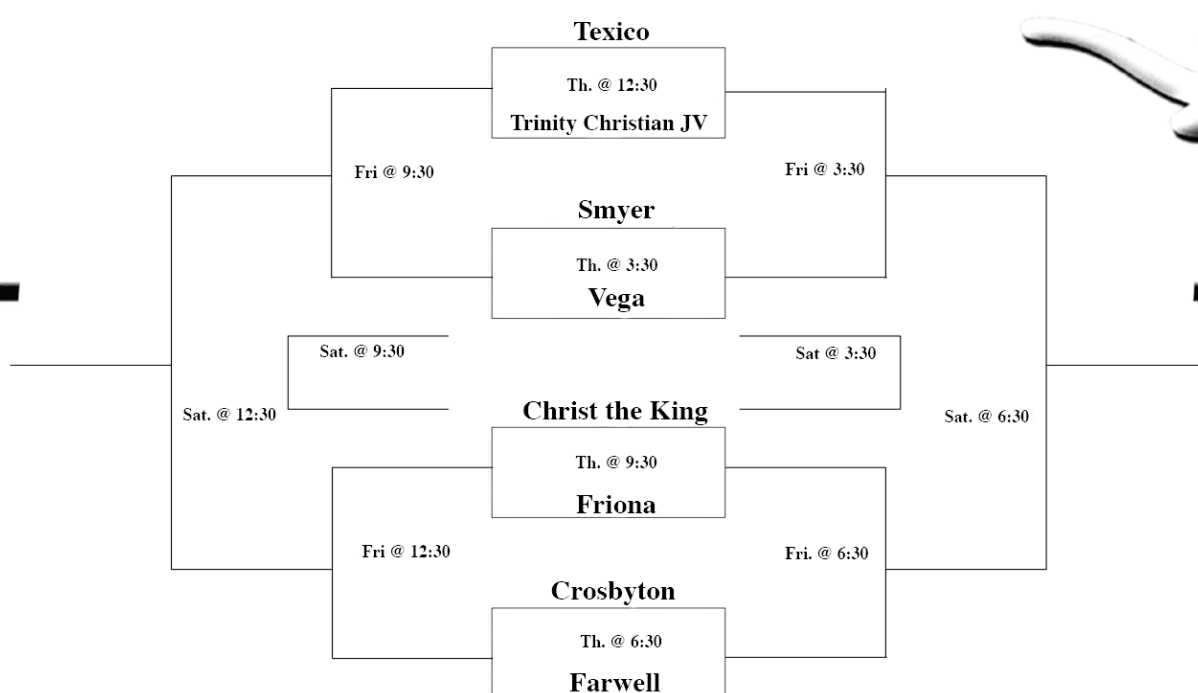 Texico
Th. @ 12:30
Trinity Christian JV
Fri @ 9:30
Fri @ 3:30
Smyer
Th. @ 3:30
Vega
Sat. @ 9:30
Sat @ 3:30
Sat. @ 12:30
Christ the King
Sat. @ 6:30
Th. @ 9:30
Friona
Fri @ 12:30
Fri. @ 6:30
Crosbyton
Th. @ 6:30
Farwell